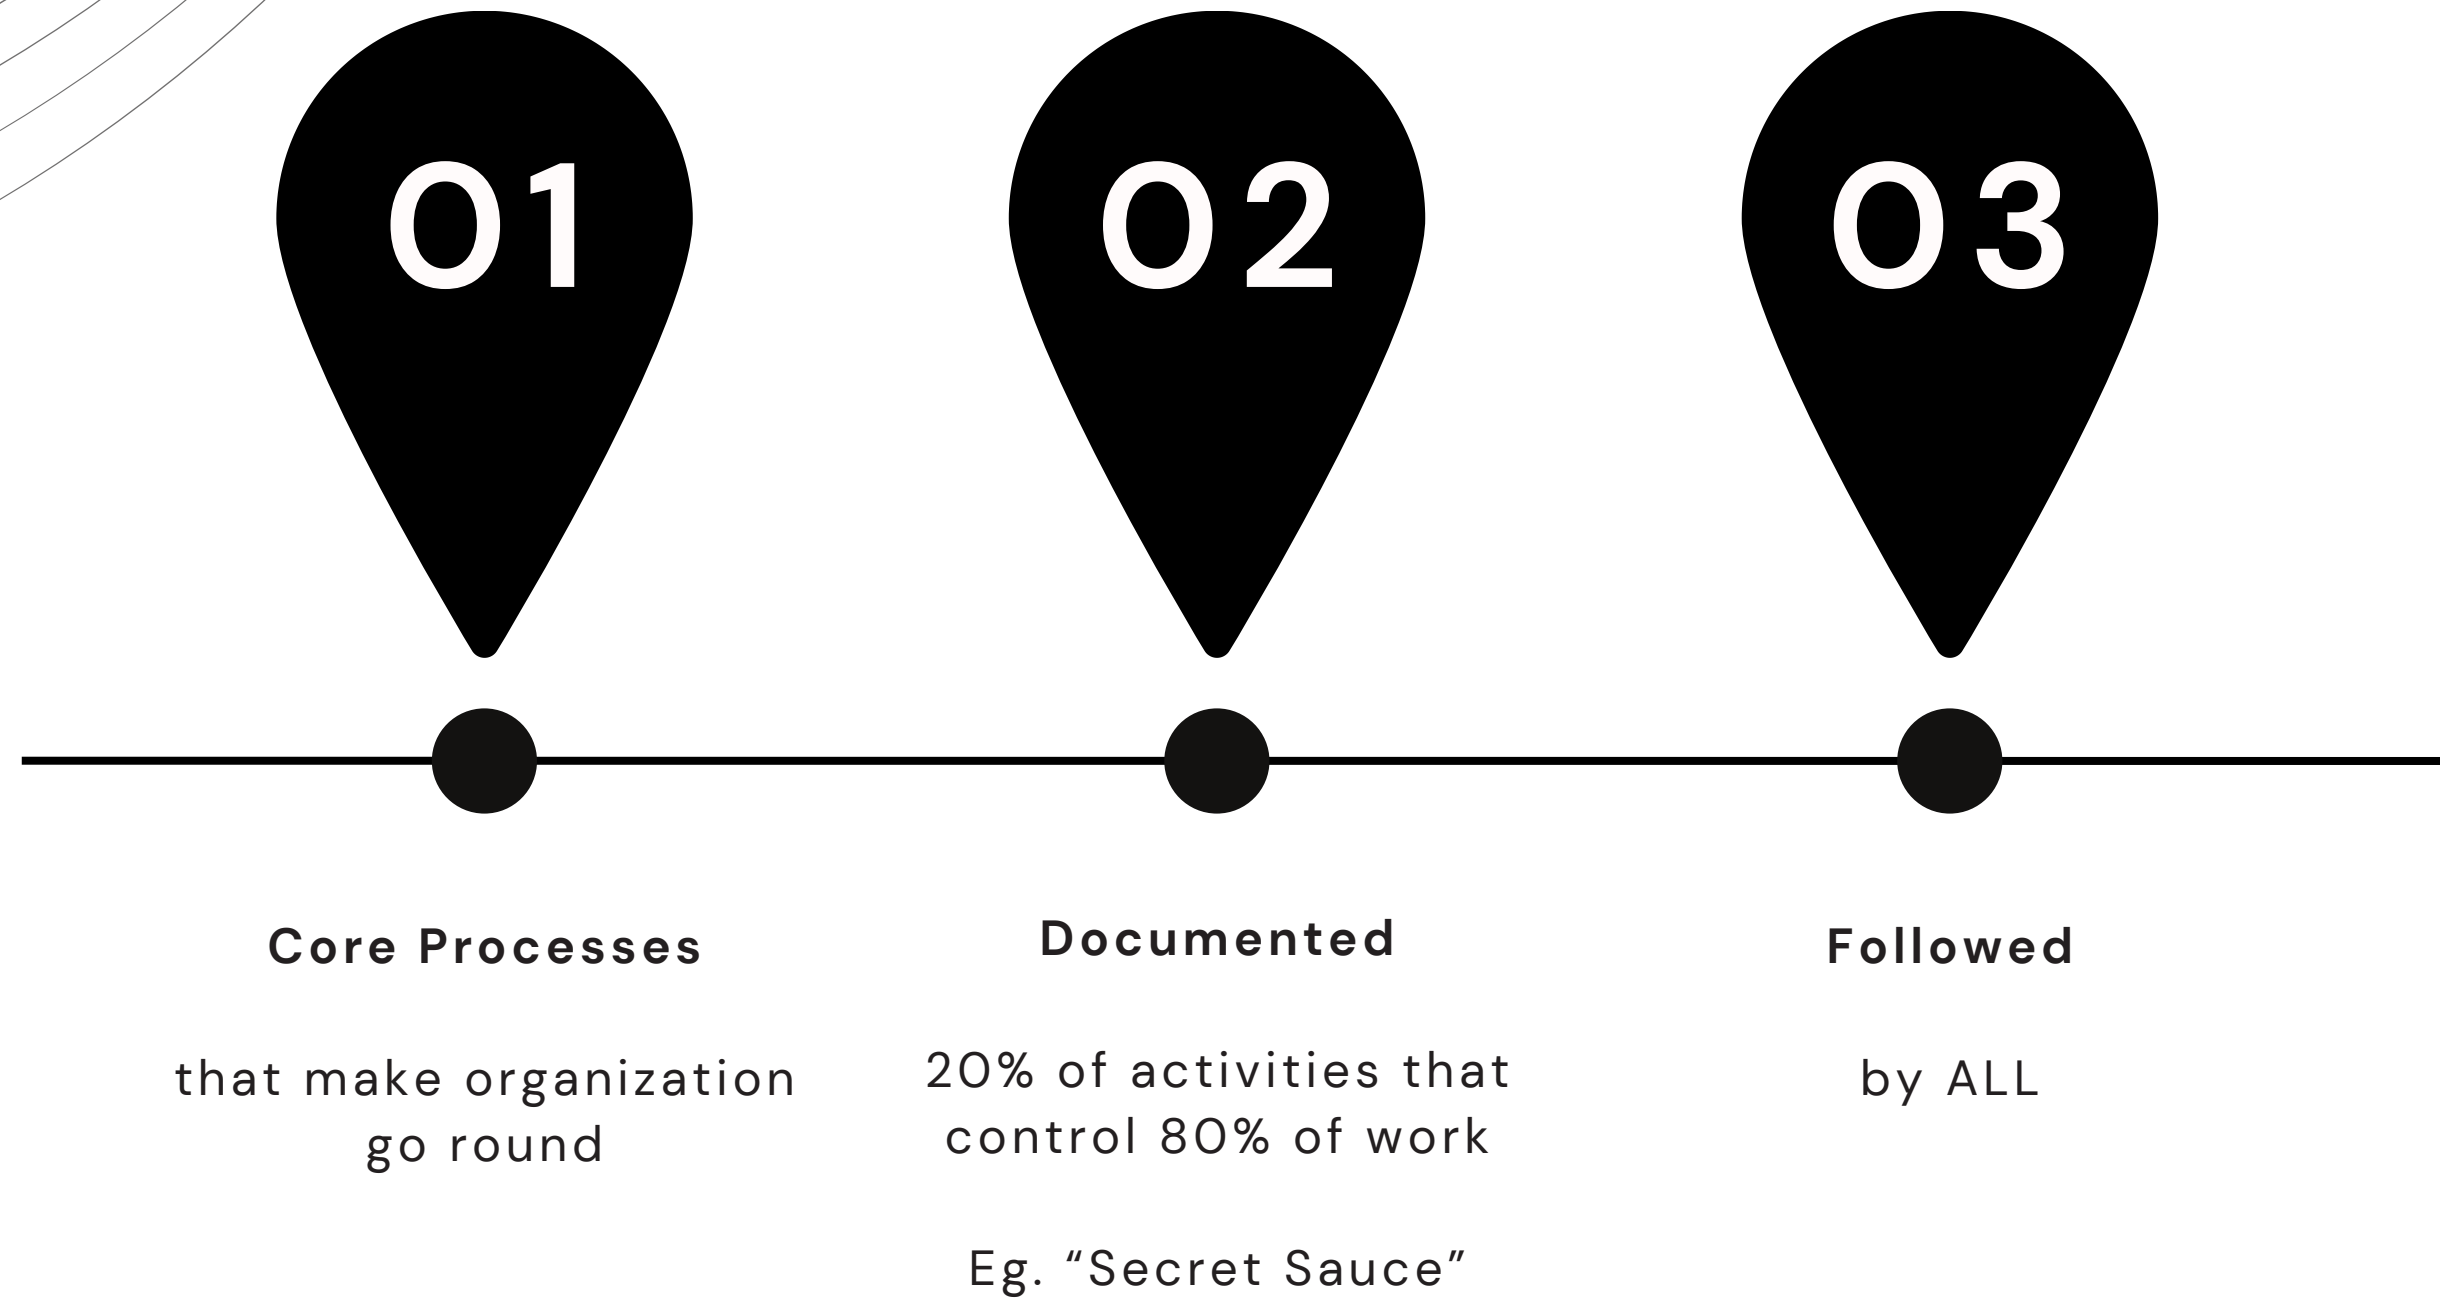 01
02
03
Core Processes
that make organization
go round
Documented
20% of activities that
control 80% of work
Eg. “Secret Sauce”
Followed
by ALL